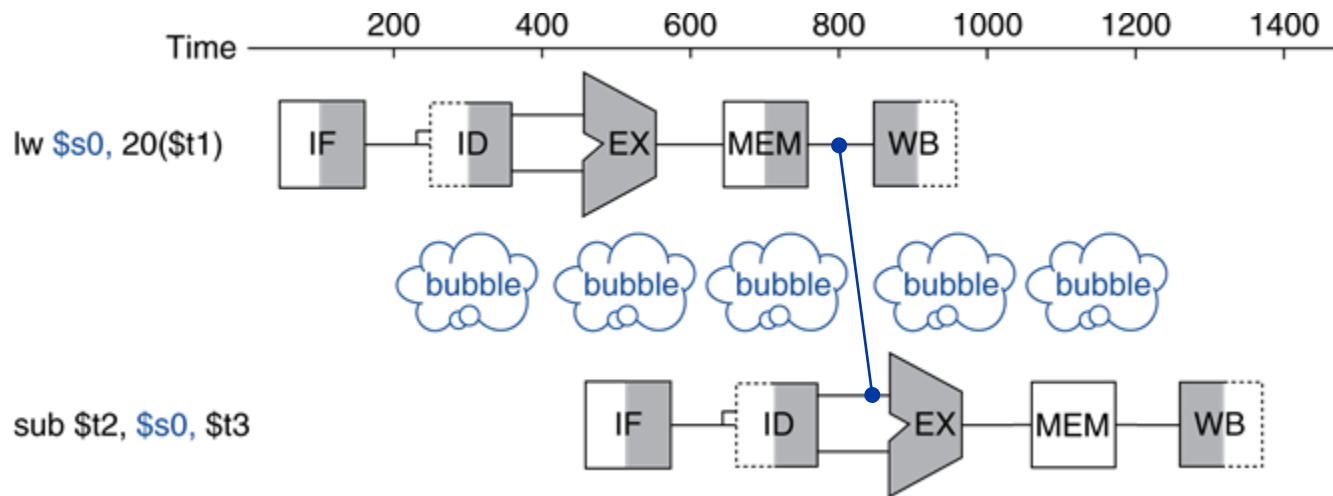 Time 200 400 600 800 1000 1200 1400
lw $s0, 20($t1) IF ID EX MEM WB
bubble bubble bubble bubble bubble
sub $t2, $s0, $t3 IF ID EX MEM WB